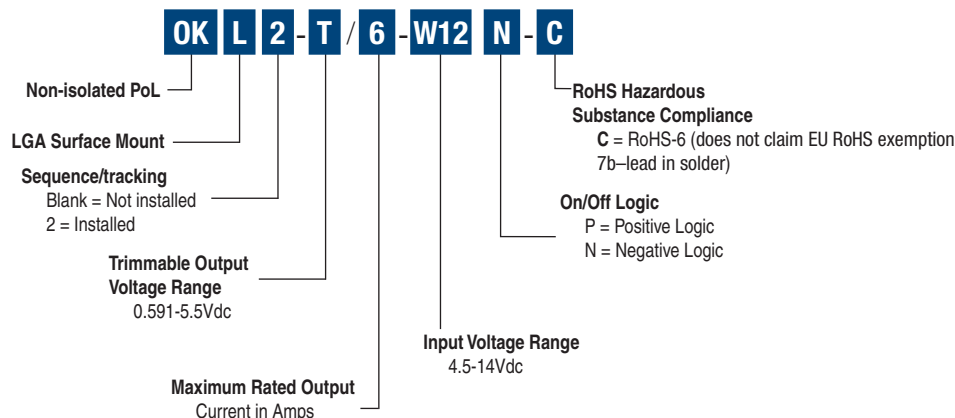 OK L 2 - T / 6 - W12 N - C
Non-isolated PoL
LGA Surface Mount
Sequence/tracking
Blank = Not installed
2 = Installed
Trimmable Output
Voltage Range
0.591-5.5Vdc
Maximum Rated Output
Current in Amps
Input Voltage Range
4.5-14Vdc
On/Off Logic
P = Positive Logic
N = Negative Logic
RoHS Hazardous
Substance Compliance
C = RoHS-6 (does not claim EU RoHS exemption
7b–lead in solder)